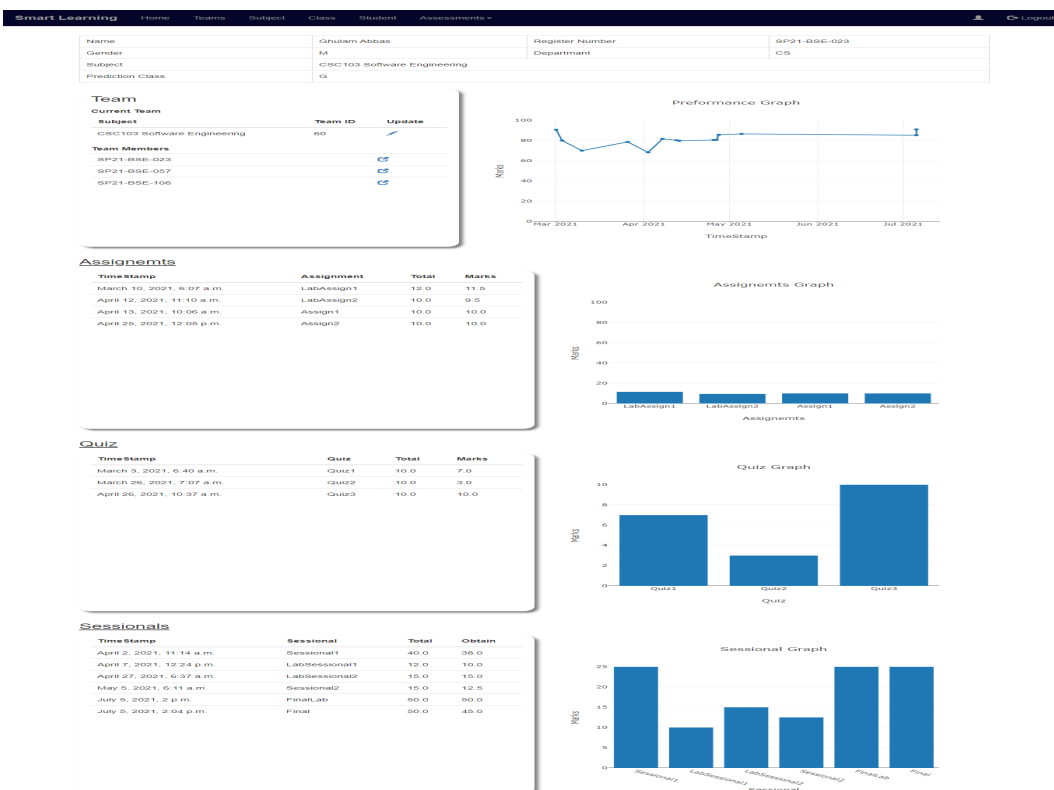 Smart Learning Home Teams Subject Class Student Assessments Logout
Name Ghulam Abbas Register Number SP21-BSE-023
Gender M Departmant CS
Subject CSC103 Software Engineering
Prediction Class G
Team
Current Team
Subject Team ID Update
CSC103 Software Engineering 60
Team Members
SP21-BSE-023
SP21-BSE-057
SP21-BSE-106
Preformance Graph
100
80
60
40
20
0
Marks
Mar 2021 Apr 2021 May 2021 Jun 2021 Jul 2021
TimeStamp
Assignemts
TimeStamp Assignment Total Marks
March 10, 2021, 6:07 a.m. LabAssign1 12.0 11.5
April 12, 2021, 11:10 a.m. LabAssign2 10.0 9.5
April 13, 2021, 10:06 a.m. Assign1 10.0 10.0
April 25, 2021, 12:05 p.m. Assign2 10.0 10.0
Assignemts Graph
100
80
60
40
20
0
Marks
LabAssign1 LabAssign2 Assign1 Assign2
Assignemts
Quiz
TimeStamp Quiz Total Marks
March 3, 2021, 6:40 a.m. Quiz1 10.0 7.0
March 26, 2021, 7:07 a.m. Quiz2 10.0 3.0
April 26, 2021, 10:37 a.m. Quiz3 10.0 10.0
Quiz Graph
10
8
6
4
2
0
Marks
Quiz1 Quiz2 Quiz3
Quiz
Sessionals
TimeStamp Sessional Total Obtain
April 2, 2021, 11:14 a.m. Sessional1 40.0 38.0
April 7, 2021, 12:24 p.m. LabSessional1 12.0 10.0
April 27, 2021, 6:37 a.m. LabSessional2 15.0 15.0
May 5, 2021, 6:11 a.m. Sessional2 15.0 12.5
July 5, 2021, 2 p.m. FinalLab 50.0 50.0
July 5, 2021, 2:04 p.m. Final 50.0 45.0
Sessional Graph
25
20
15
10
5
0
Marks
Sessional1 LabSessional1 LabSessional2 Sessional2 FinalLab Final
Sessional